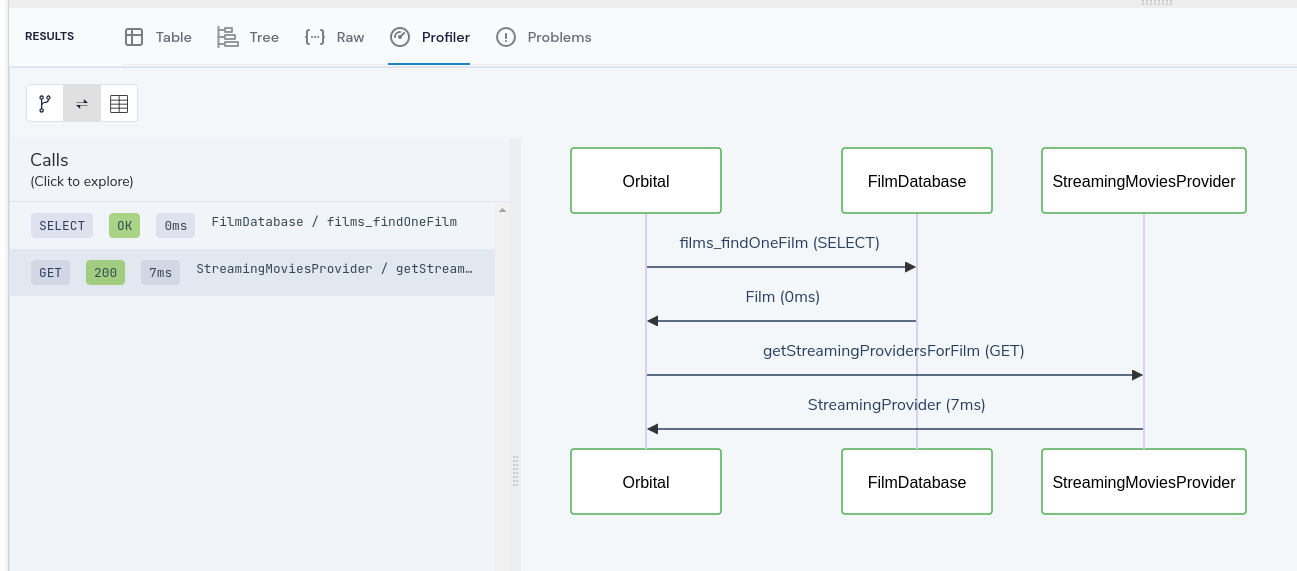 RESULTS Table Tree Raw Profiler Problems
Calls
(Click to explore)
SELECT OK 0ms FilmDatabase / films_findOneFilm
GET 200 7ms StreamingMoviesProvider / getStream…
Orbital FilmDatabase StreamingMoviesProvider
films_findOneFilm (SELECT)
Film (0ms)
getStreamingProvidersForFilm (GET)
StreamingProvider (7ms)
Orbital FilmDatabase StreamingMoviesProvider